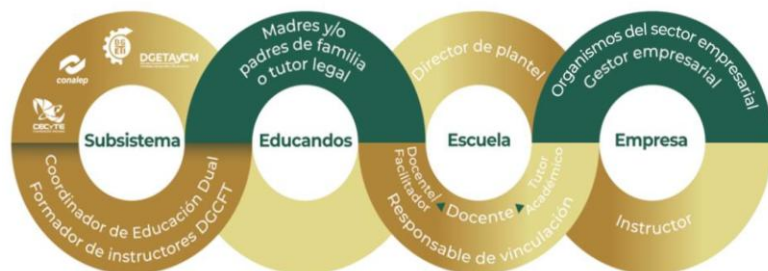 conalep
DGETI
DGETAyCM
CECyTE
Subsistema
Coordinador de Educación Dual
Formador de instructores DGCFT
Madres y/o
padres de familia
o tutor legal
Educandos
Director de plantel
Escuela
Docente/
Facilitador
Docente
Tutor
Académico
Responsable de vinculación
Organismos del sector empresarial
Gestor empresarial
Empresa
Instructor